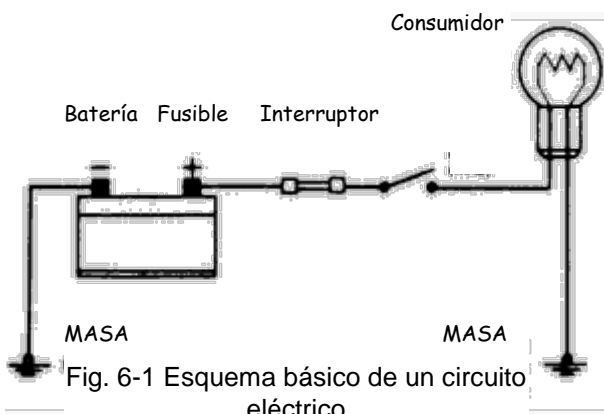 Consumidor
Batería Fusible Interruptor
- +
MASA MASA
Fig. 6-1 Esquema básico de un circuito
eléctrico